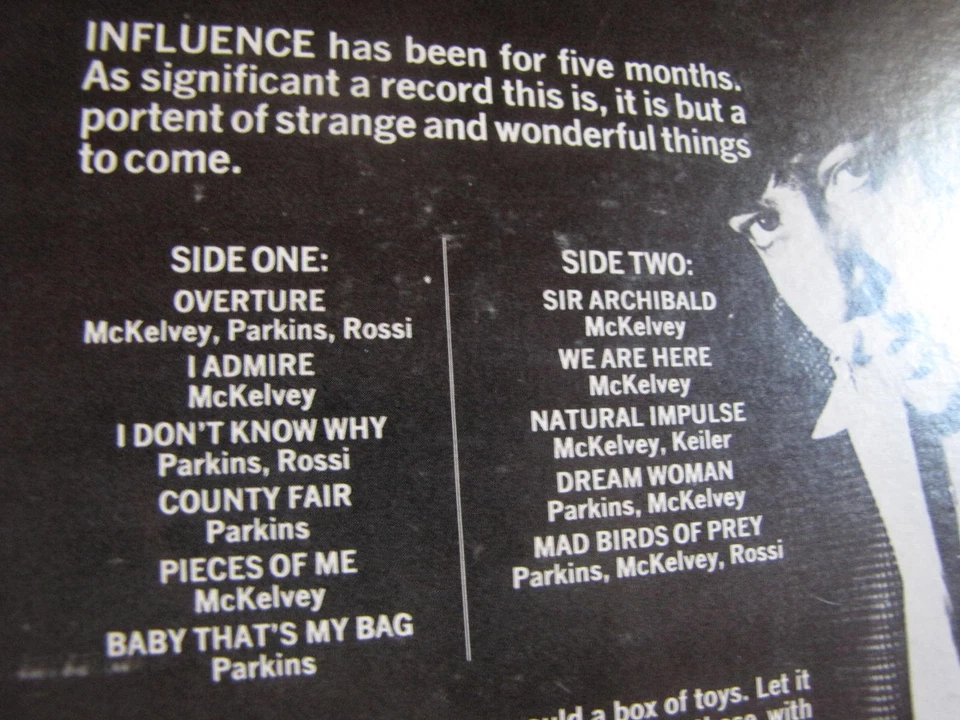 INFLUENCE has been for five months.
As significant a record this is, it is but a
portent of strange and wonderful things
to come.
SIDE ONE:
OVERTURE
McKelvey, Parkins, Rossi
I ADMIRE
McKelvey
I DON'T KNOW WHY
Parkins, Rossi
COUNTY FAIR
Parkins
PIECES OF ME
McKelvey
BABY THAT'S MY BAG
Parkins
SIDE TWO:
SIR ARCHIBALD
McKelvey
WE ARE HERE
McKelvey
NATURAL IMPULSE
McKelvey, Keiler
DREAM WOMAN
Parkins, McKelvey
MAD BIRDS OF PREY
Parkins, McKelvey, Rossi
a box of toys. Let it
with